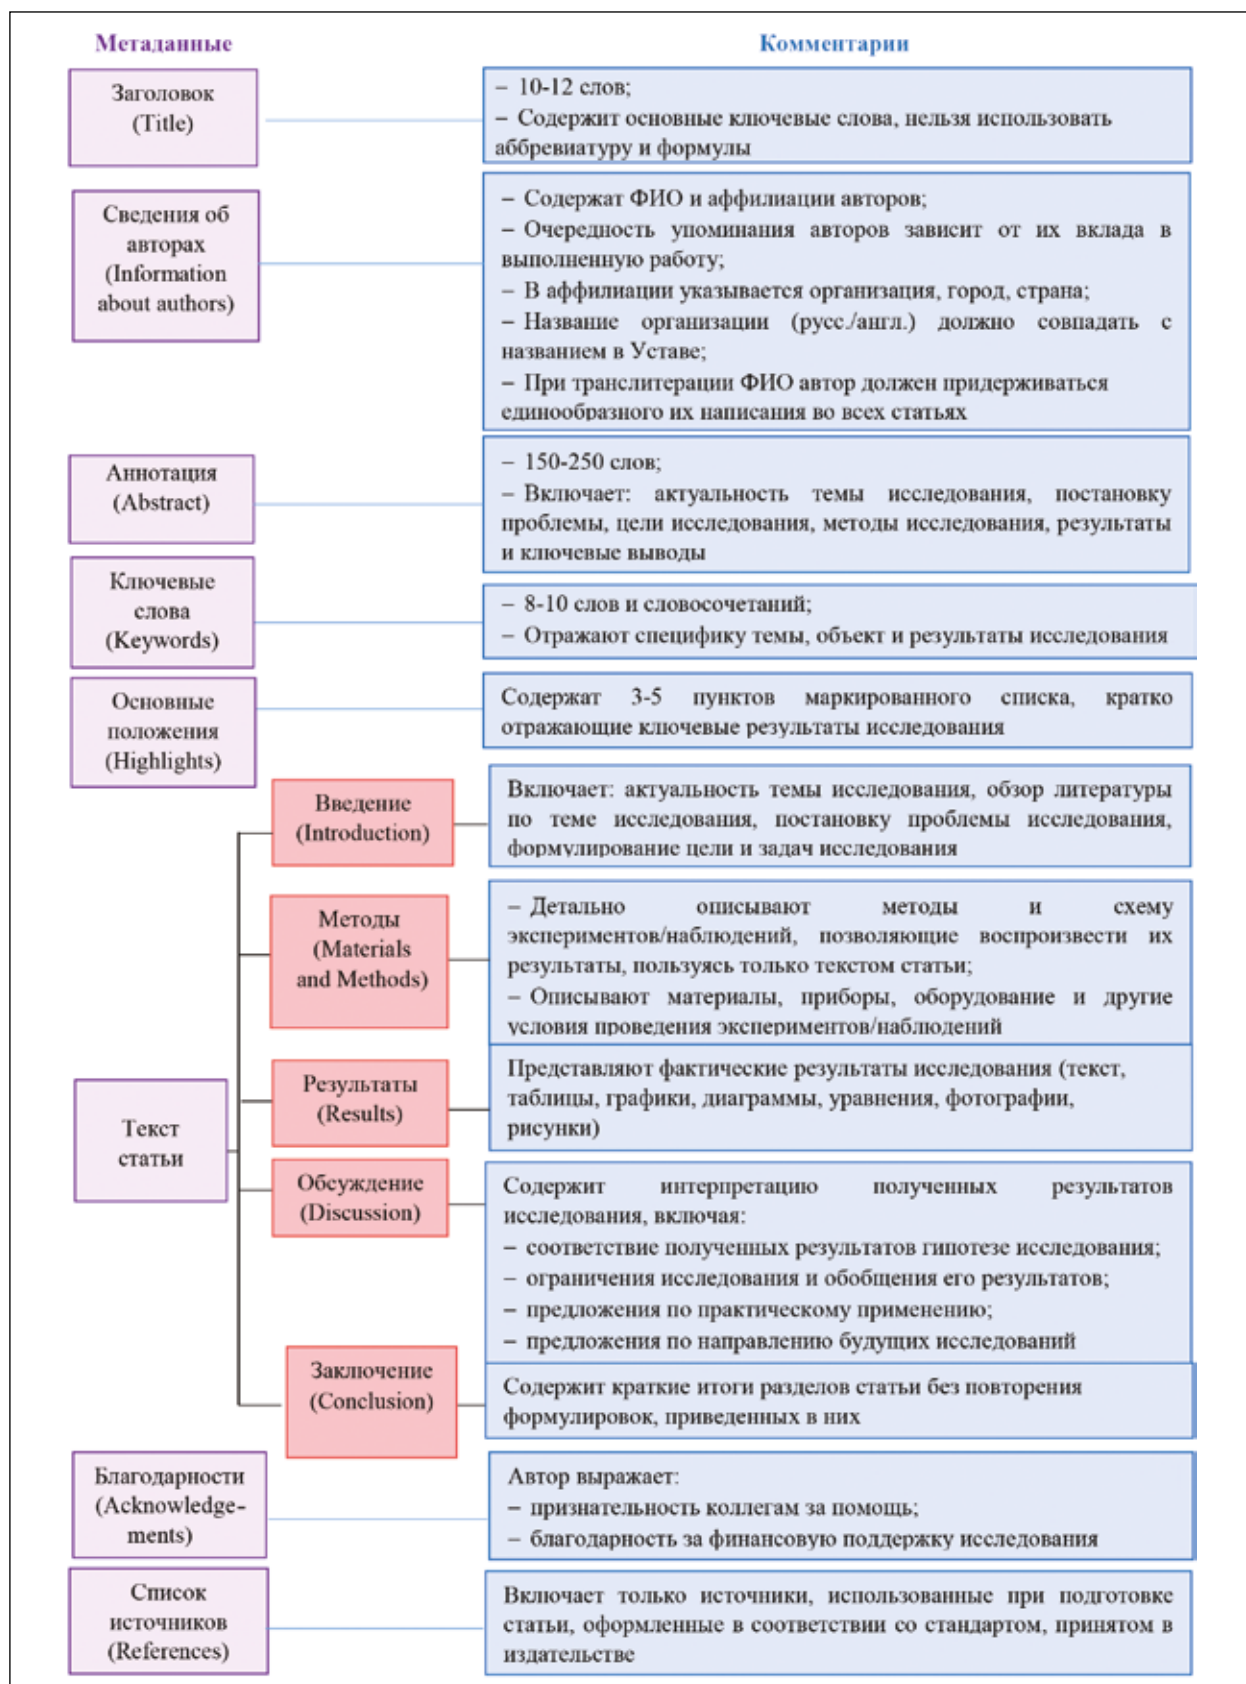 Метаданные
Комментарии
Заголовок
(Title)
– 10-12 слов;
– Содержит основные ключевые слова, нельзя использовать
аббревиатуру и формулы
Сведения об
авторах
(Information
about authors)
– Содержат ФИО и аффилиации авторов;
– Очередность упоминания авторов зависит от их вклада в
выполненную работу;
– В аффилиации указывается организация, город, страна;
– Название организации (русс./англ.) должно совпадать с
названием в Уставе;
– При транслитерации ФИО автор должен придерживаться
единообразного их написания во всех статьях
Аннотация
(Abstract)
– 150-250 слов;
– Включает: актуальность темы исследования, постановку
проблемы, цели исследования, методы исследования, результаты
и ключевые выводы
Ключевые
слова
(Keywords)
– 8-10 слов и словосочетаний;
– Отражают специфику темы, объект и результаты исследования
Основные
положения
(Highlights)
Содержат 3-5 пунктов маркированного списка, кратко
отражающие ключевые результаты исследования
Введение
(Introduction)
Включает: актуальность темы исследования, обзор литературы
по теме исследования, постановку проблемы исследования,
формулирование цели и задач исследования
Методы
(Materials
and Methods)
– Детально описывают методы и схему
экспериментов/наблюдений, позволяющие воспроизвести их
результаты, пользуясь только текстом статьи;
– Описывают материалы, приборы, оборудование и другие
условия проведения экспериментов/наблюдений
Результаты
(Results)
Представляют фактические результаты исследования (текст,
таблицы, графики, диаграммы, уравнения, фотографии,
рисунки)
Текст
статьи
Обсуждение
(Discussion)
Содержит интерпретацию полученных результатов
исследования, включая:
– соответствие полученных результатов гипотезе исследования;
– ограничения исследования и обобщения его результатов;
– предложения по практическому применению;
– предложения по направлению будущих исследований
Заключение
(Conclusion)
Содержит краткие итоги разделов статьи без повторения
формулировок, приведенных в них
Благодарности
(Acknowledge-
ments)
Автор выражает:
– признательность коллегам за помощь;
– благодарность за финансовую поддержку исследования
Список
источников
(References)
Включает только источники, использованные при подготовке
статьи, оформленные в соответствии со стандартом, принятом в
издательстве